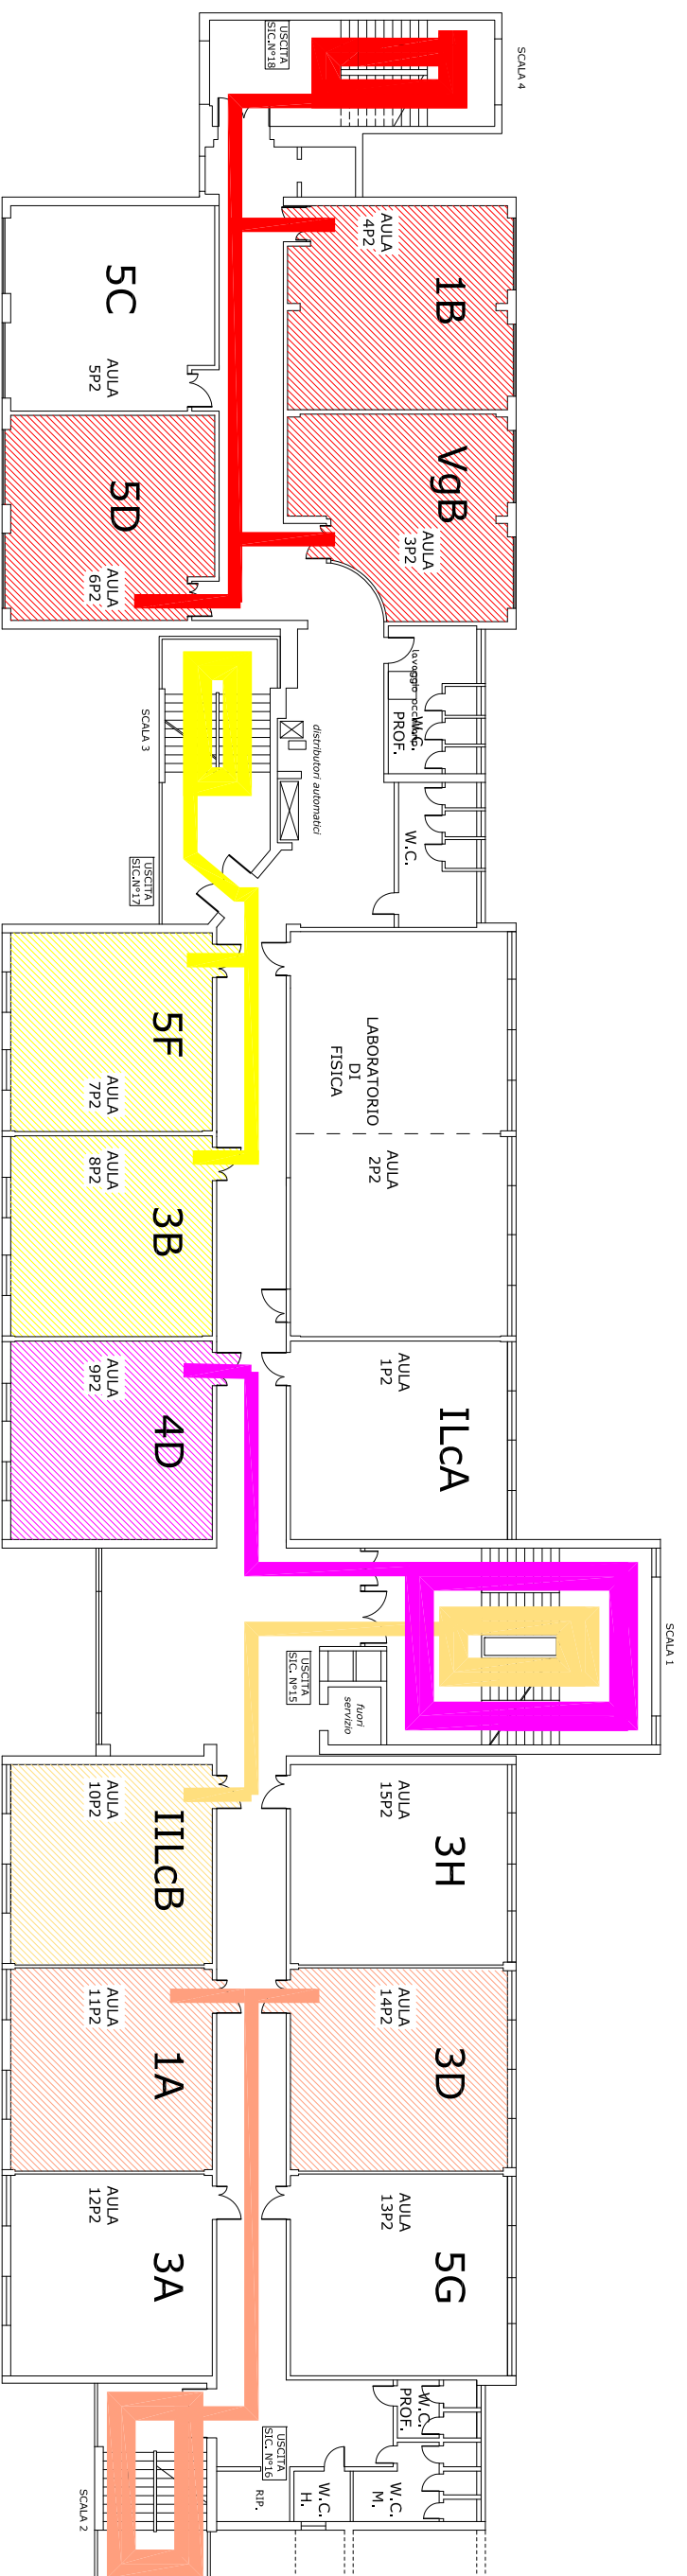 SCALA 4
USCITA
SIC.N°18
AULA
4P2
1B
5C
AULA
5P2
VgB
AULA
3P2
5D
AULA
6P2
lavaggio occhi
W.C.
PROF.
SCALA 3
distributori automatici
W.C.
USCITA
SIC.N°17
5F
AULA
7P2
LABORATORIO
DI
FISICA
AULA
2P2
AULA
8P2
3B
AULA
9P2
4D
AULA
1P2
ILcA
SCALA 1
USCITA
SIC. N°15
fuori
servizio
AULA
10P2
IILcB
AULA
15P2
3H
AULA
11P2
1A
AULA
14P2
3D
AULA
12P2
3A
AULA
13P2
5G
W.C.
PROF.
USCITA
SIC. N°16
SCALA 2
RIP.
W.C.
H.
W.C.
M.